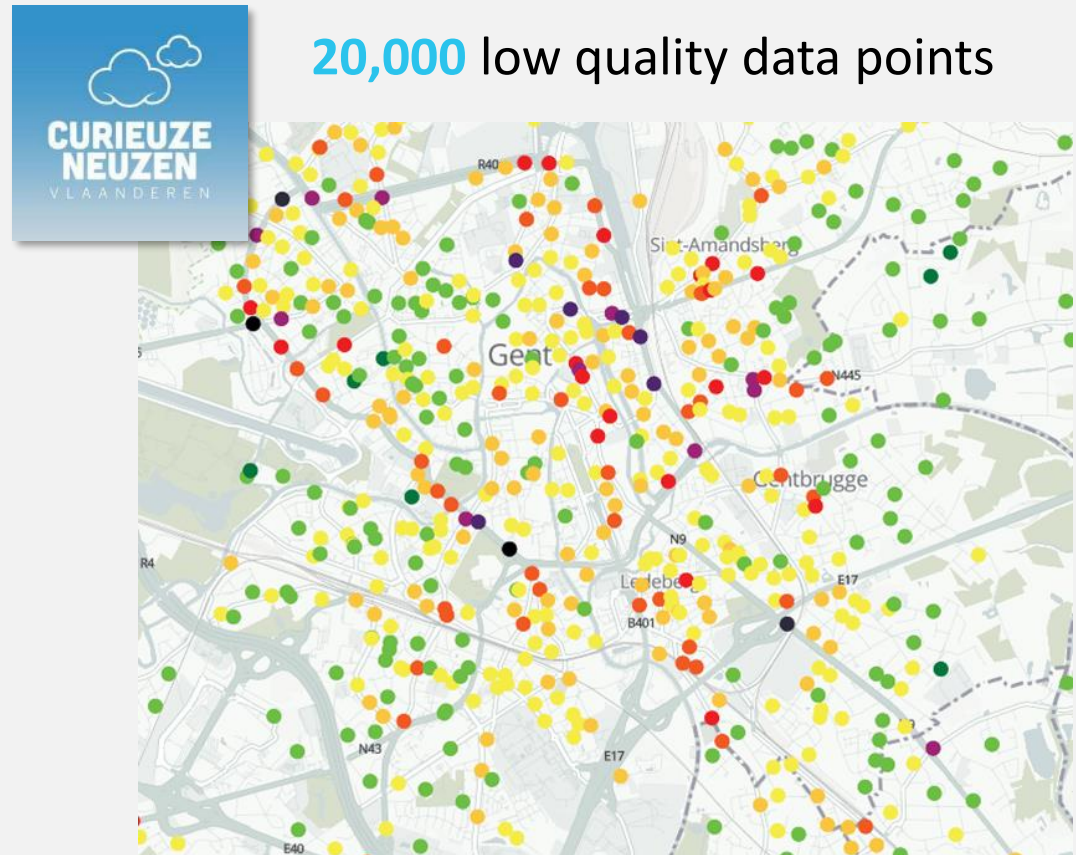 CURIEUZE
NEUZEN
VLAANDEREN
20,000 low quality data points
R40
Sint-Amandsberg
Gent
N445
Gentbrugge
N9
R4
E17
Ledeberg
B401
N43
E17
E40